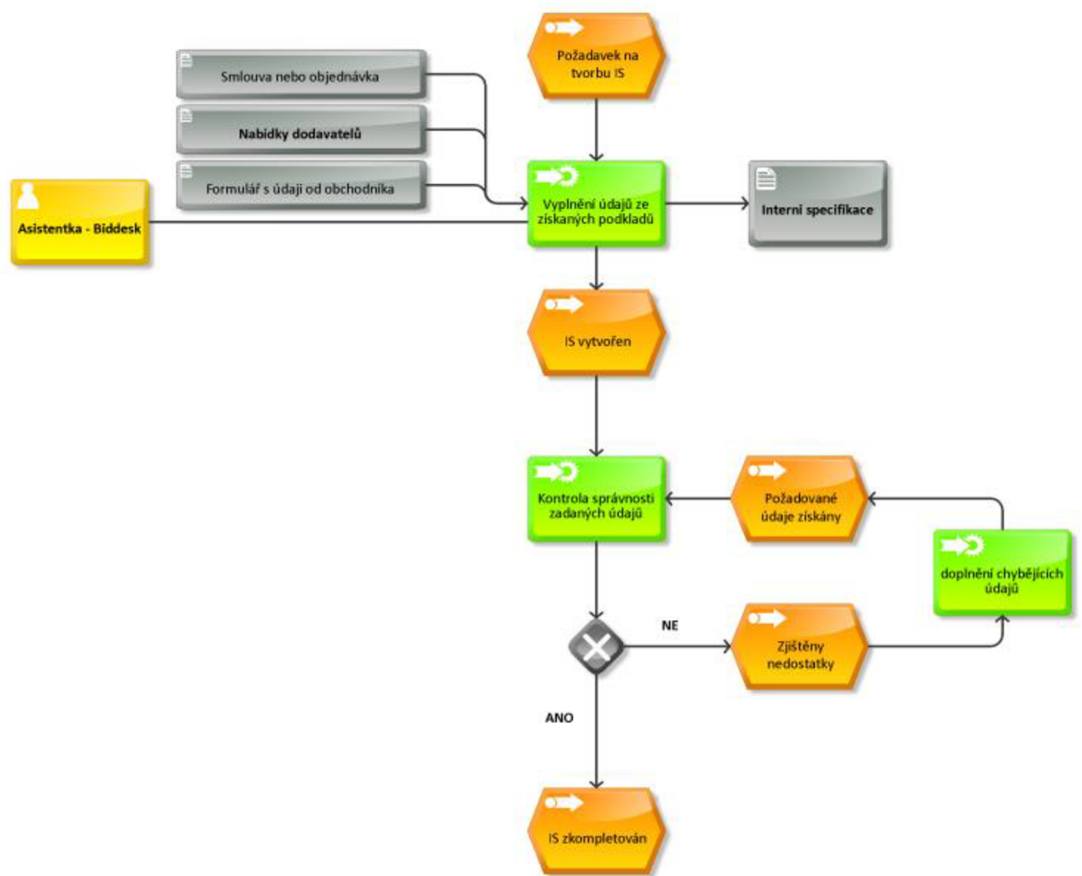 Požadavek na
tvorbu IS
Smlouva nebo objednávka
Nabídky dodavatelů
Formulář s údaji od obchodníka
Asistentka - Biddesk
Vyplnění údajů ze
získaných podkladů
Interni specifikace
IS vytvořen
Kontrola správnosti
zadaných údajů
Požadované
údaje získány
doplnění chybějících
údajů
NE
Zjištěny
nedostatky
ANO
IS zkompletován